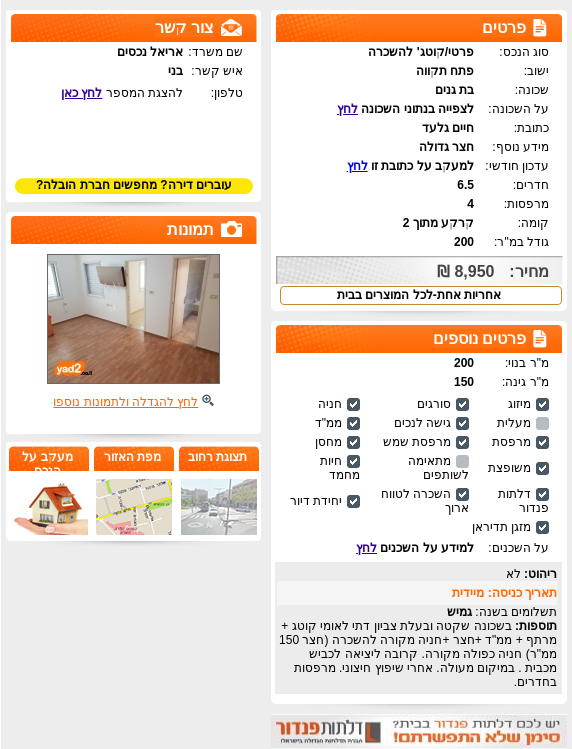 פרטים
סוג הנכס: פרטי/קוטג' להשכרה
ישוב: פתח תקווה
שכונה: בת גנים
על השכונה: לצפייה בנתוני השכונה לחץ
כתובת: חיים גלעד
מידע נוסף: חצר גדולה
עדכון חודשי: למעקב על כתובת זו לחץ
חדרים: 6.5
מרפסות: 4
קומה: קרקע מתוך 2
גודל במ"ר: 200
מחיר: 8,950 ₪
אחריות אחת-לכל המוצרים בבית
פרטים נוספים
מ"ר בנוי: 200
מ"ר גינה: 150
מיזוג סורגים חניה
מעלית גישה לנכים ממ"ד
מרפסת מרפסת שמש מחסן
משופצת מתאימה לשותפים חיות מחמד
דלתות פנדור השכרה לטווח ארוך יחידת דיור
מזגן תדיראן
על השכנים: למידע על השכנים לחץ
ריהוט: לא
תאריך כניסה: מיידית
תשלומים בשנה: גמיש
תוספות: בשכונה שקטה ובעלת צביון דתי לאומי קוטג +
מרתף + ממ"ד +חצר +חניה מקורה להשכרה (חצר 150
ממ"ר) חניה כפולה מקורה. קרובה ליציאה לכביש
מכבית . במיקום מעולה. אחרי שיפוץ חיצוני. מרפסות
בחדרים.
יש לכם דלתות פנדור בבית?
סימן שלא התפשרתם!
דלתות פנדור
חברת הדלתות הגדולה בישראל
צור קשר
שם משרד: אריאל נכסים
איש קשר: בני
טלפון: להצגת המספר לחץ כאן
עוברים דירה? מחפשים חברת הובלה?
תמונות
yad2
.co.il
לחץ להגדלה ולתמונות נוספו
תצוגת רחוב
מפת האזור
מעקב על
הנכס